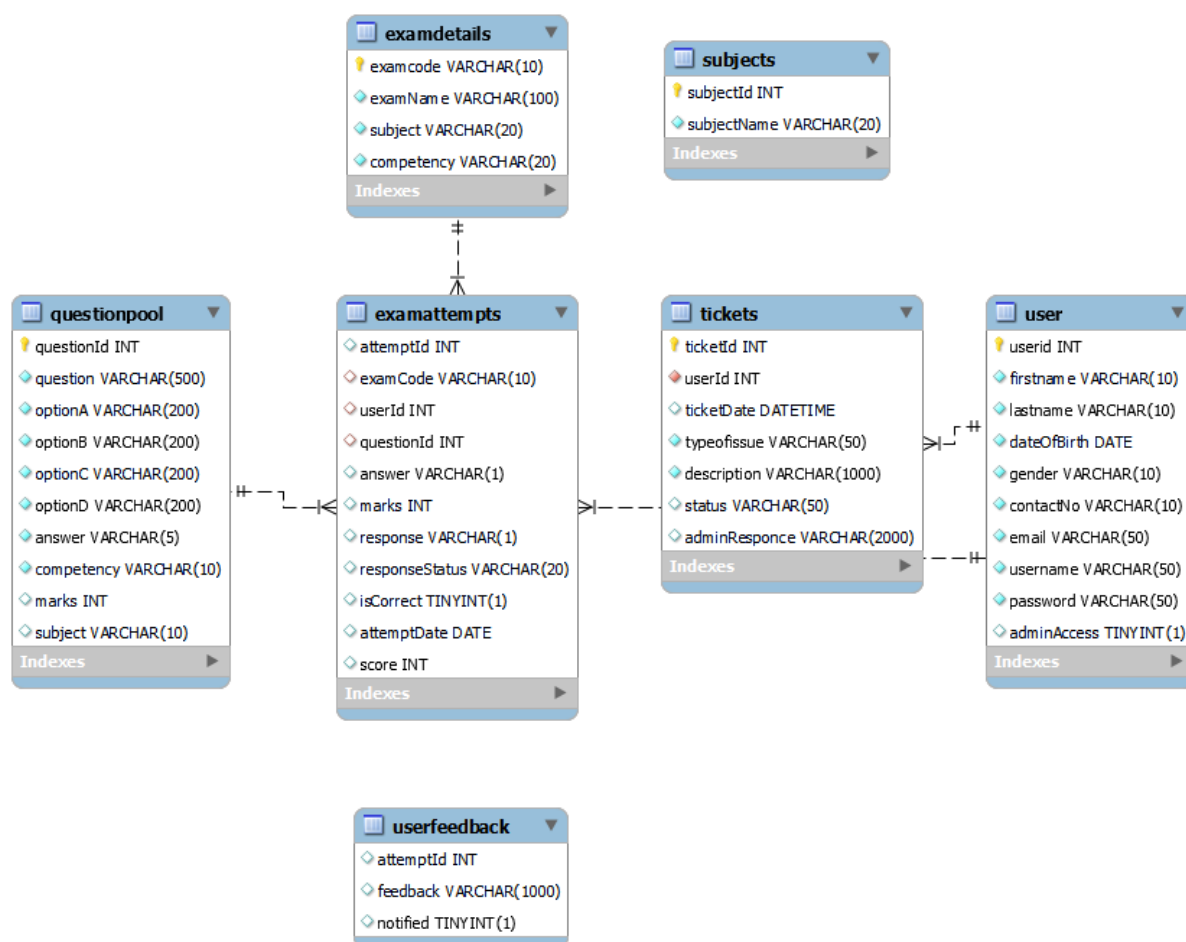 examdetails
examcode VARCHAR(10)
examName VARCHAR(100)
subject VARCHAR(20)
competency VARCHAR(20)
Indexes
subjects
subjectId INT
subjectName VARCHAR(20)
Indexes
questionpool
questionId INT
question VARCHAR(500)
optionA VARCHAR(200)
optionB VARCHAR(200)
optionC VARCHAR(200)
optionD VARCHAR(200)
answer VARCHAR(5)
competency VARCHAR(10)
marks INT
subject VARCHAR(10)
Indexes
examattempts
attemptId INT
examCode VARCHAR(10)
userId INT
questionId INT
answer VARCHAR(1)
marks INT
response VARCHAR(1)
responseStatus VARCHAR(20)
isCorrect TINYINT(1)
attemptDate DATE
score INT
Indexes
tickets
ticketId INT
userId INT
ticketDate DATETIME
typeofissue VARCHAR(50)
description VARCHAR(1000)
status VARCHAR(50)
adminResponce VARCHAR(2000)
Indexes
user
userid INT
firstname VARCHAR(10)
lastname VARCHAR(10)
dateOfBirth DATE
gender VARCHAR(10)
contactNo VARCHAR(10)
email VARCHAR(50)
username VARCHAR(50)
password VARCHAR(50)
adminAccess TINYINT(1)
Indexes
userfeedback
attemptId INT
feedback VARCHAR(1000)
notified TINYINT(1)